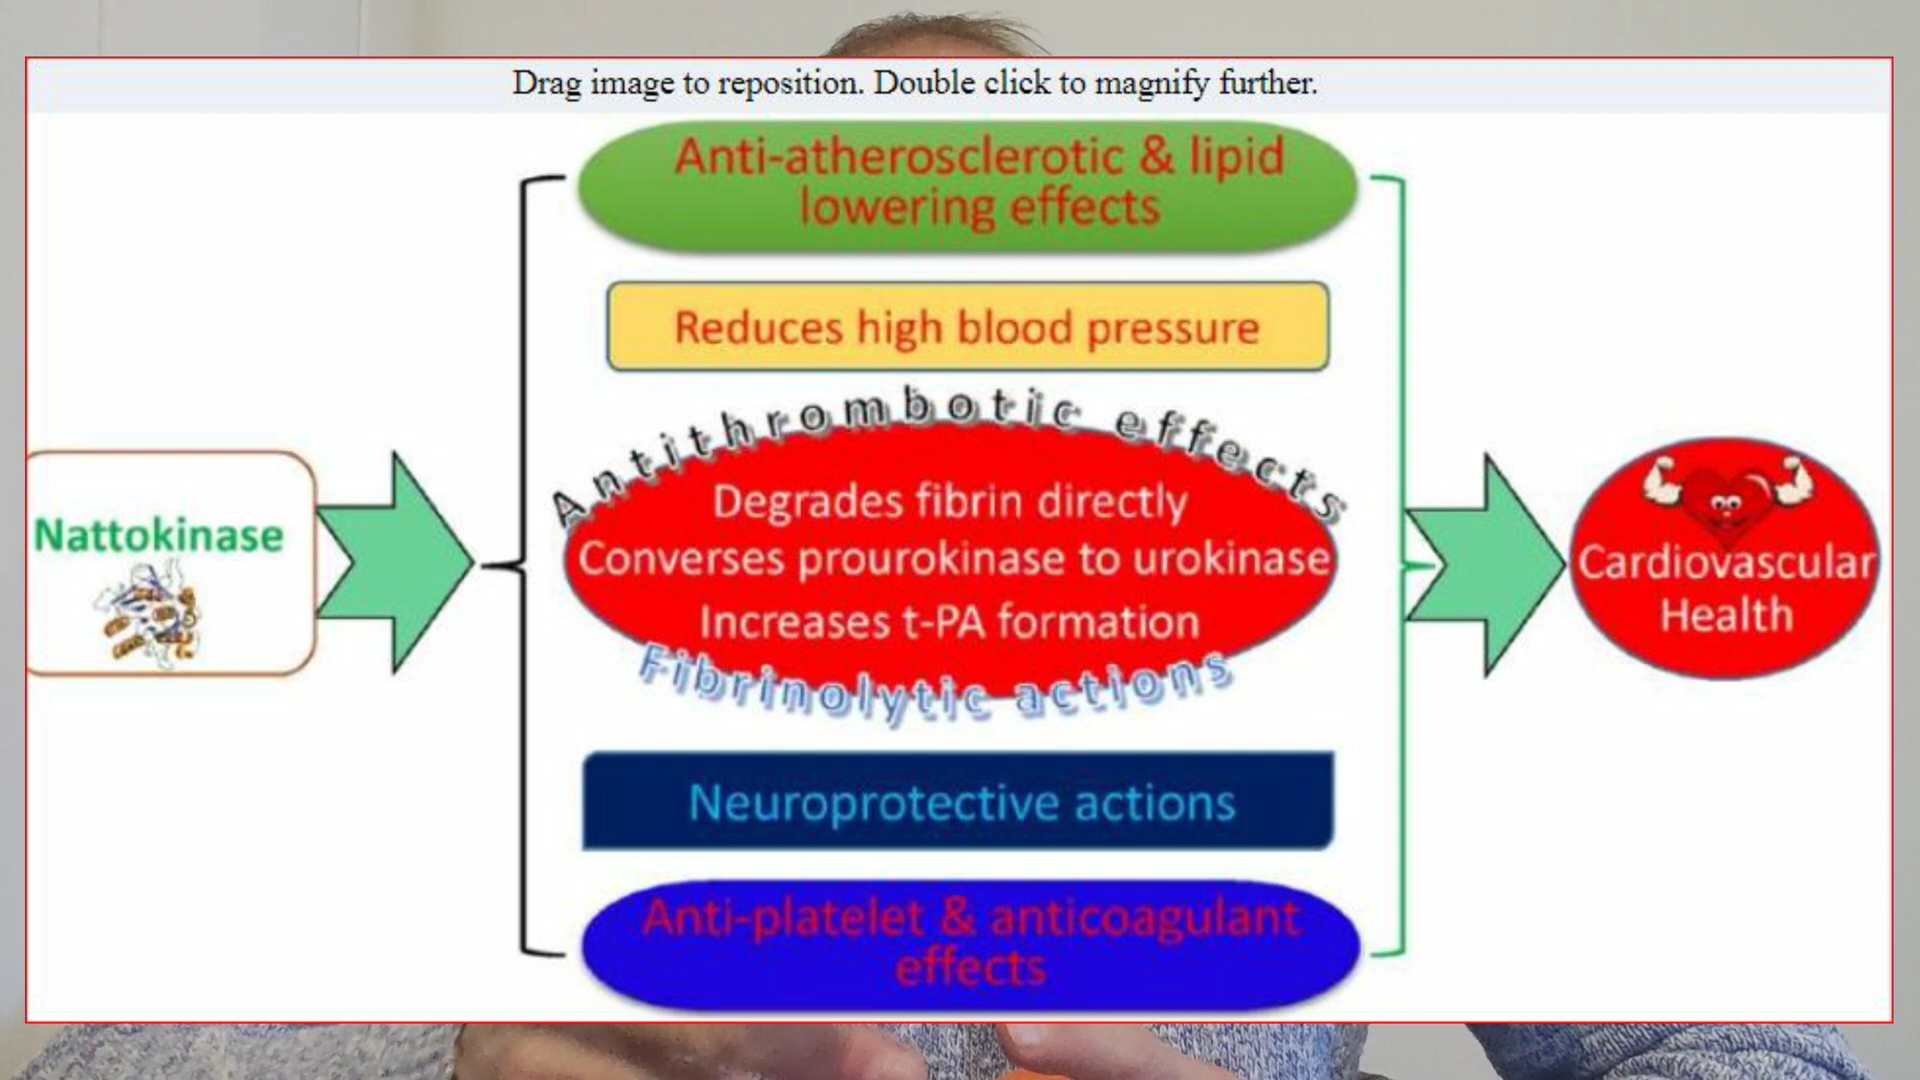 Drag image to reposition. Double click to magnify further.
Anti-atherosclerotic & lipid
lowering effects
Reduces high blood pressure
Antithrombotic effects
Degrades fibrin directly
Converses prourokinase to urokinase
Increases t-PA formation
Fibrinolytic actions
Nattokinase
Cardiovascular
Health
Neuroprotective actions
Anti-platelet & anticoagulant
effects